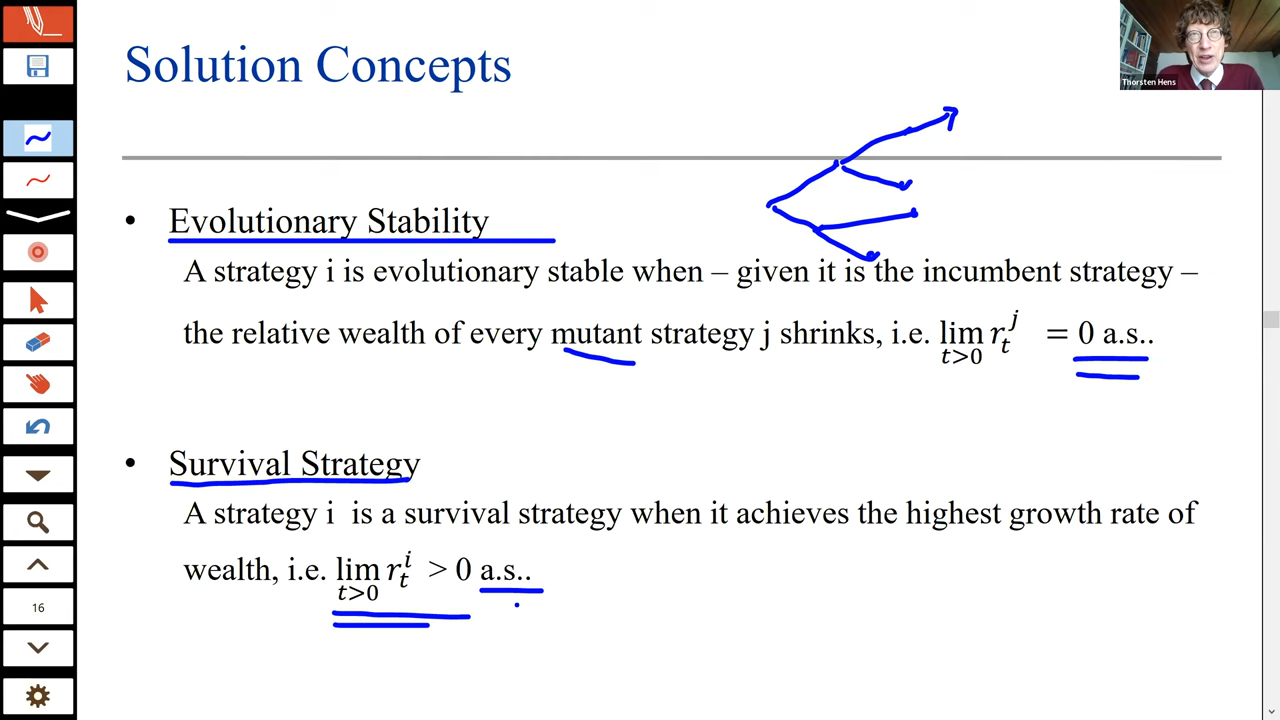 Solution Concepts
Thorsten Hens
• Evolutionary Stability
A strategy i is evolutionary stable when – given it is the incumbent strategy –
the relative wealth of every mutant strategy j shrinks, i.e. lim_{t>0} r_t^j = 0 a.s..
• Survival Strategy
A strategy i is a survival strategy when it achieves the highest growth rate of
wealth, i.e. lim_{t>0} r_t^i > 0 a.s..
16